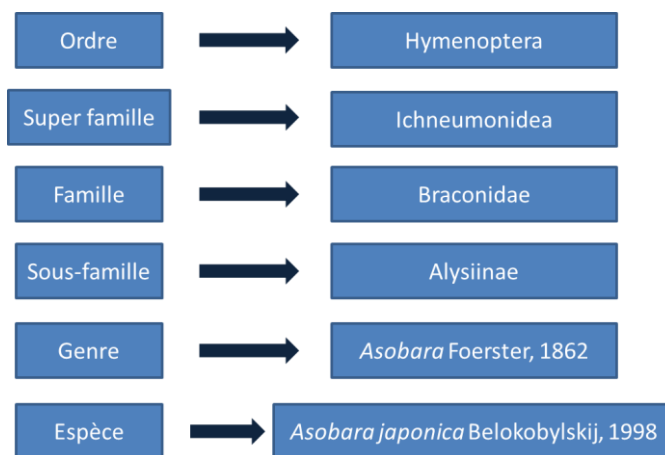 Ordre Hymenoptera
Super famille Ichneumonidea
Famille Braconidae
Sous-famille Alysiinae
Genre Asobara Foerster, 1862
Espèce Asobara japonica Belokobylskij, 1998